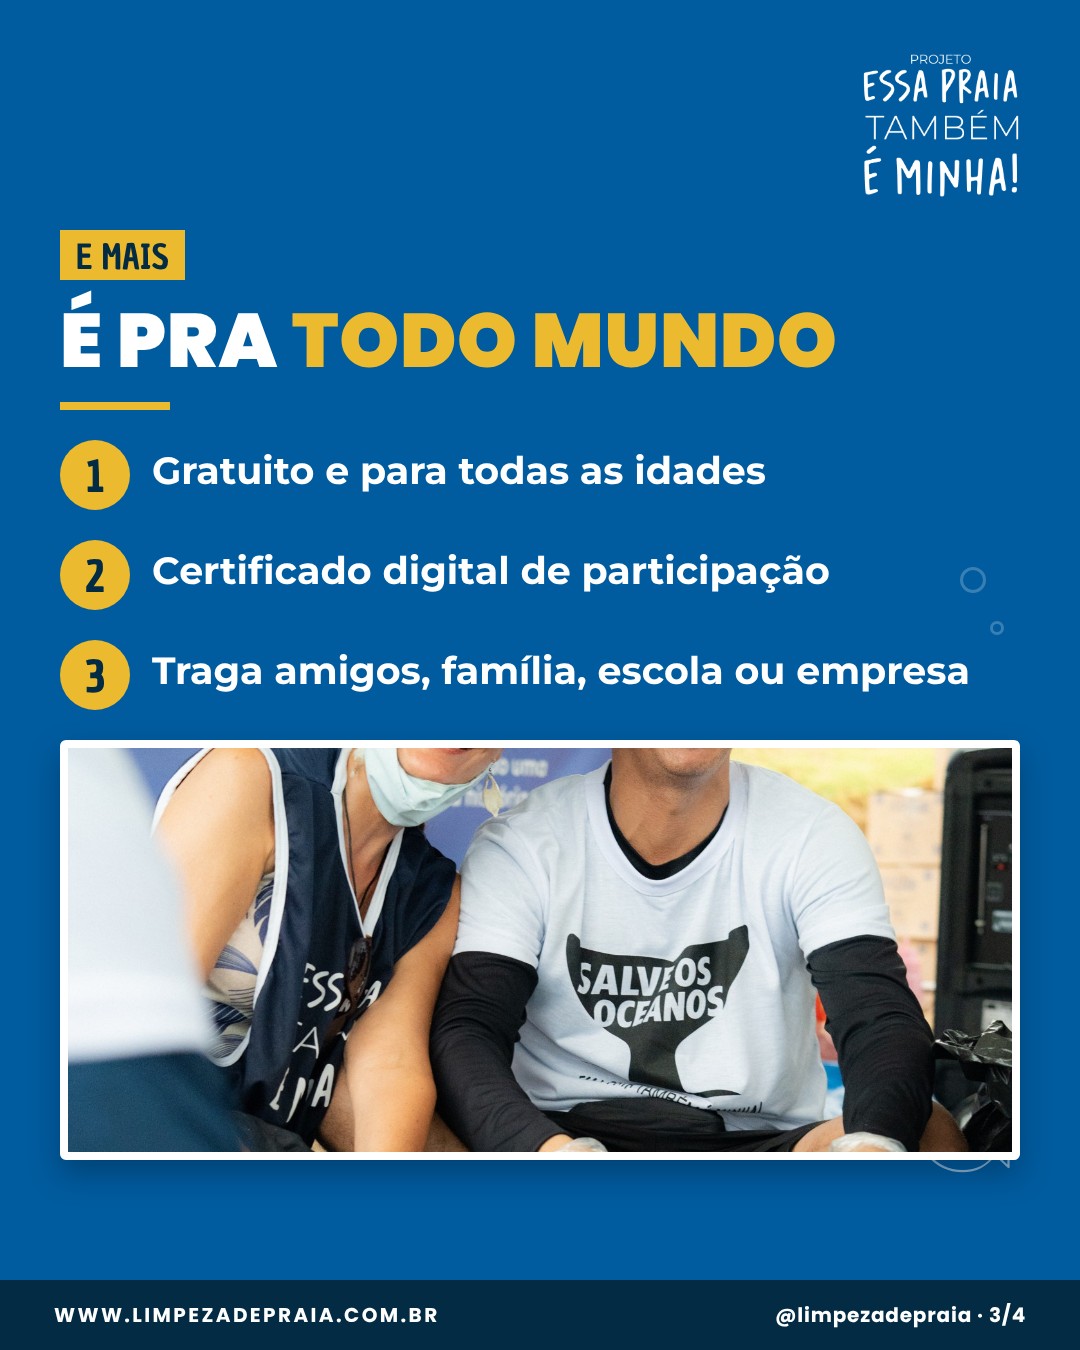 PROJETO
ESSA PRAIA
TAMBÉM
É MINHA!
E MAIS
É PRA TODO MUNDO
1 Gratuito e para todas as idades
2 Certificado digital de participação
3 Traga amigos, família, escola ou empresa
SALVE OS
OCEANOS
WWW.LIMPEZADEPRAIA.COM.BR
@limpezadepraia · 3/4